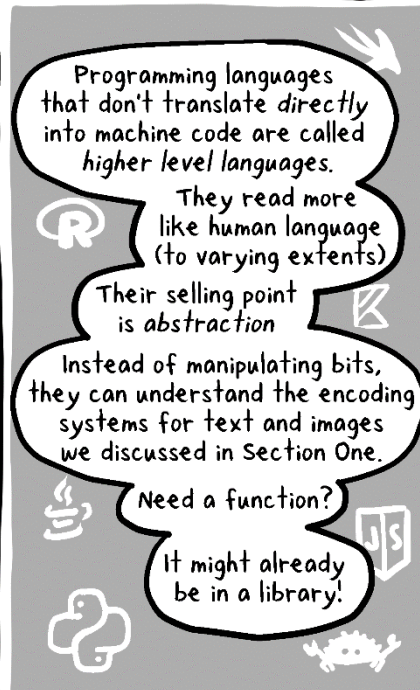 Programming languages
that don't translate directly
into machine code are called
higher level languages.
They read more
like human language
(to varying extents)
Their selling point
is abstraction
Instead of manipulating bits,
they can understand the encoding
systems for text and images
we discussed in Section One.
Need a function?
It might already
be in a library!
R
K
JS